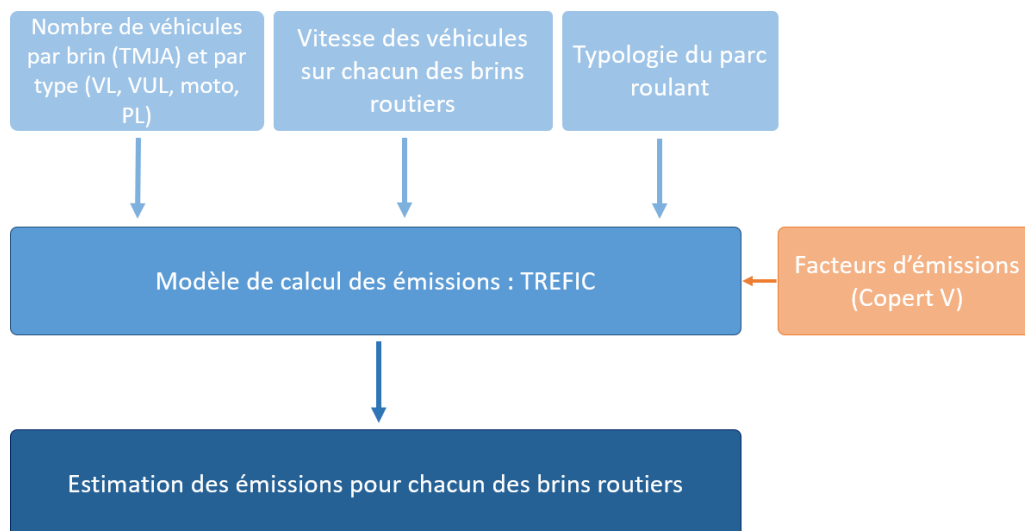 Nombre de véhicules
par brin (TMJA) et par
type (VL, VUL, moto,
PL)
Vitesse des véhicules
sur chacun des brins
routiers
Typologie du parc
roulant
Modèle de calcul des émissions : TREFIC
Facteurs d'émissions
(Copert V)
Estimation des émissions pour chacun des brins routiers